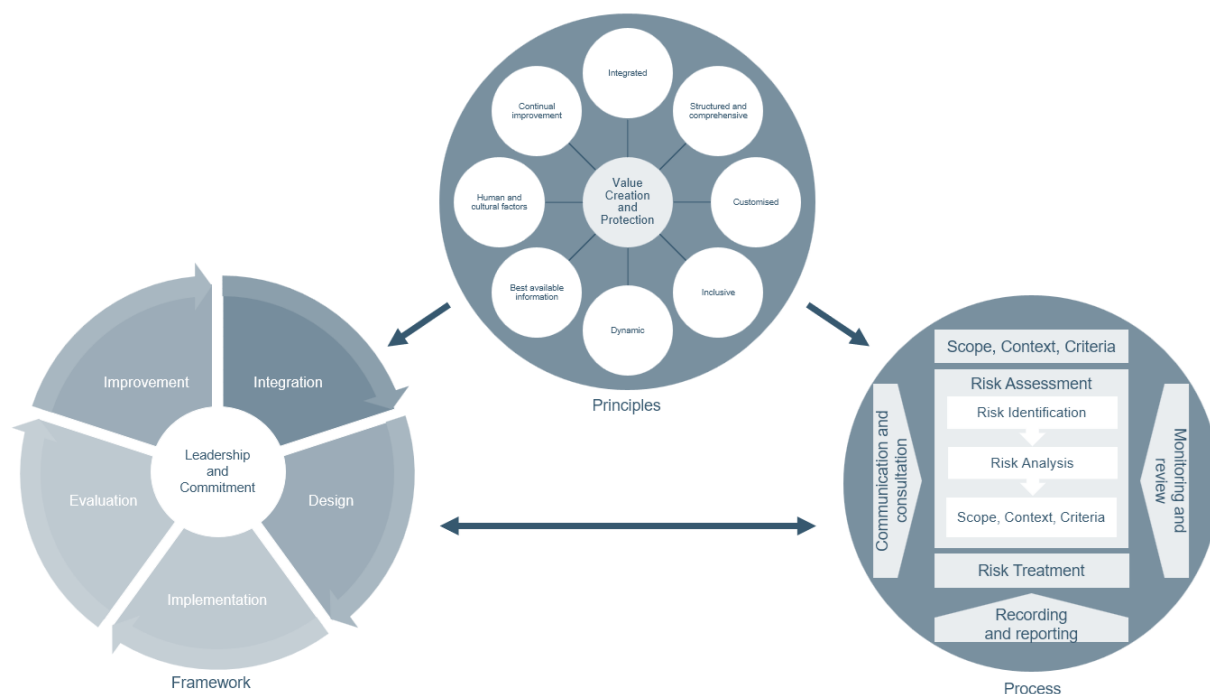 Integrated
Structured and
comprehensive
Customised
Inclusive
Dynamic
Best available
information
Human and
cultural factors
Continual
improvement
Value
Creation
and
Protection
Principles
Improvement
Integration
Design
Implementation
Evaluation
Leadership
and
Commitment
Framework
Scope, Context, Criteria
Risk Assessment
Risk Identification
Risk Analysis
Scope, Context, Criteria
Risk Treatment
Recording
and reporting
Communication and
consultation
Monitoring and
review
Process